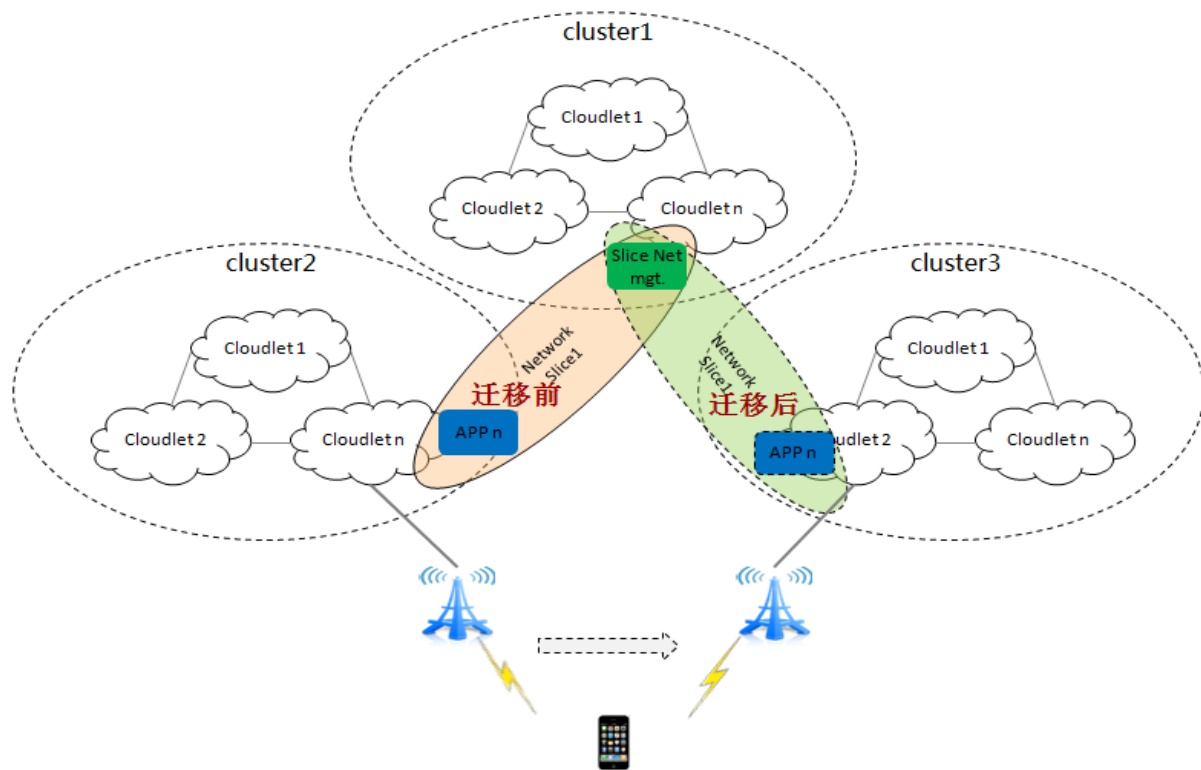 cluster1
Cloudlet 1
Cloudlet 2
Cloudlet n
Slice Net
mgt.
cluster2
cluster3
Cloudlet 1
Cloudlet 2
Cloudlet n
Network
Slice1
迁移前
APP n
Network
Slice1
迁移后
Cloudlet 1
APP n
loudlet 2
Cloudlet n